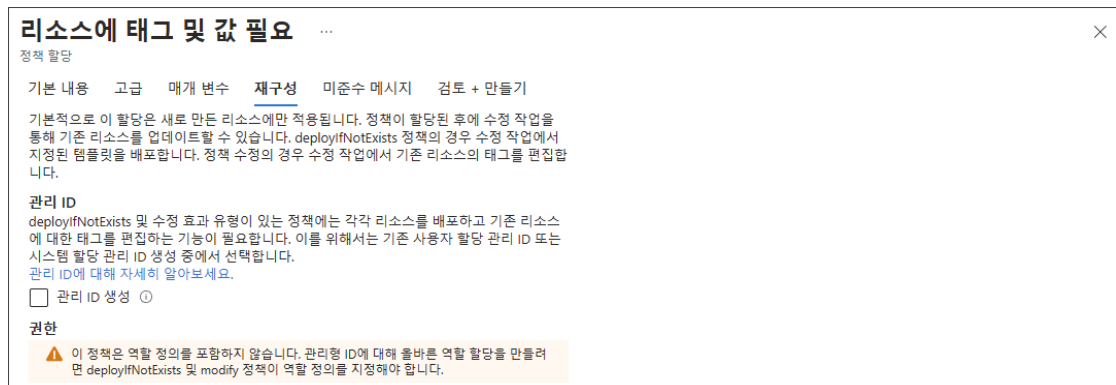 리소스에 태그 및 값 필요 ...
정책 할당
기본 내용 고급 매개 변수 재구성 미준수 메시지 검토 + 만들기
기본적으로 이 할당은 새로 만든 리소스에만 적용됩니다. 정책이 할당된 후에 수정 작업을
통해 기존 리소스를 업데이트할 수 있습니다. deployIfNotExists 정책의 경우 수정 작업에서
지정된 템플릿을 배포합니다. 정책 수정의 경우 수정 작업에서 기존 리소스의 태그를 편집합
니다.
관리 ID
deployIfNotExists 및 수정 효과 유형이 있는 정책에는 각각 리소스를 배포하고 기존 리소스
에 대한 태그를 편집하는 기능이 필요합니다. 이를 위해서는 기존 사용자 할당 관리 ID 또는
시스템 할당 관리 ID 생성 중에서 선택합니다.
관리 ID에 대해 자세히 알아보세요.
관리 ID 생성
권한
이 정책은 역할 정의를 포함하지 않습니다. 관리형 ID에 대해 올바른 역할 할당을 만들려
면 deployIfNotExists 및 modify 정책이 역할 정의를 지정해야 합니다.